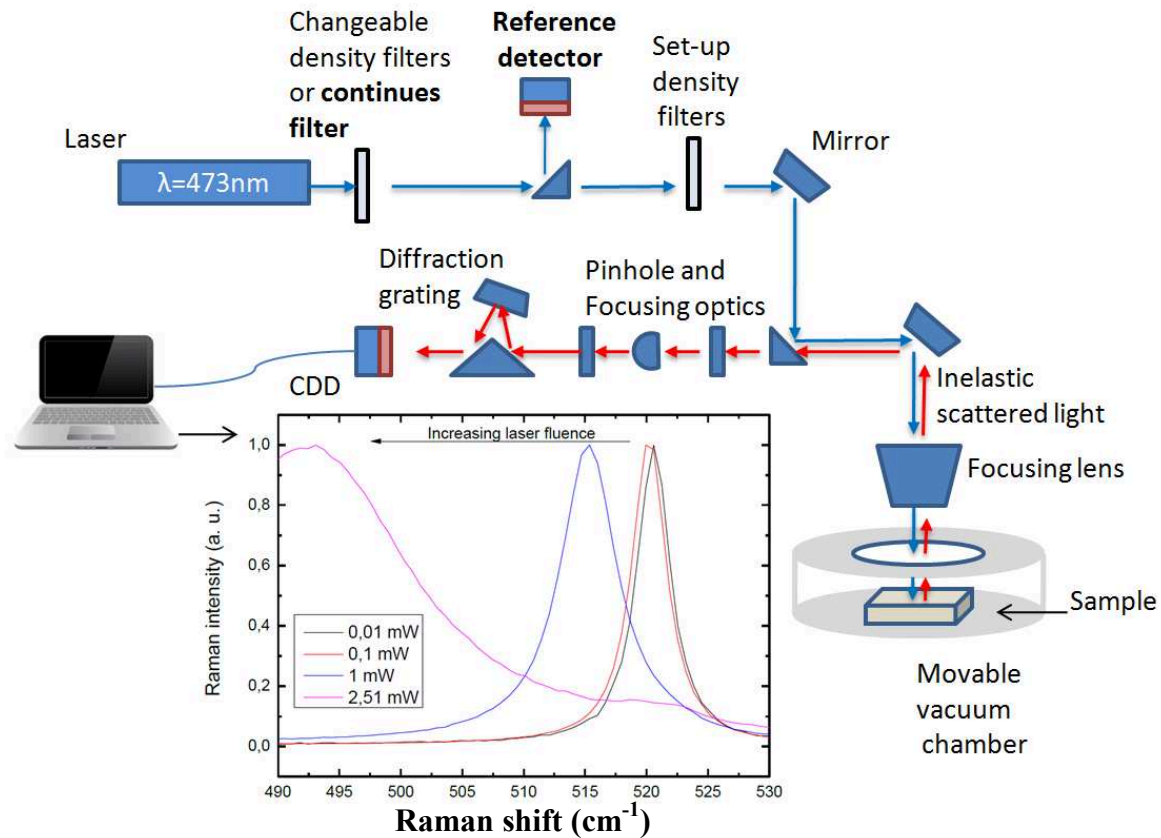 Changeable
density filters
or continues
filter
Reference
detector
Set-up
density
filters
Laser
Mirror
λ=473nm
Diffraction
grating
Pinhole and
Focusing optics
CDD
Inelastic
scattered light
Focusing lens
Sample
Movable
vacuum
chamber
Increasing laser fluence
1,0
0,8
0,6
0,4
0,2
0,0
Raman intensity (a. u.)
0,01 mW
0,1 mW
1 mW
2,51 mW
490 495 500 505 510 515 520 525 530
Raman shift (cm⁻¹)